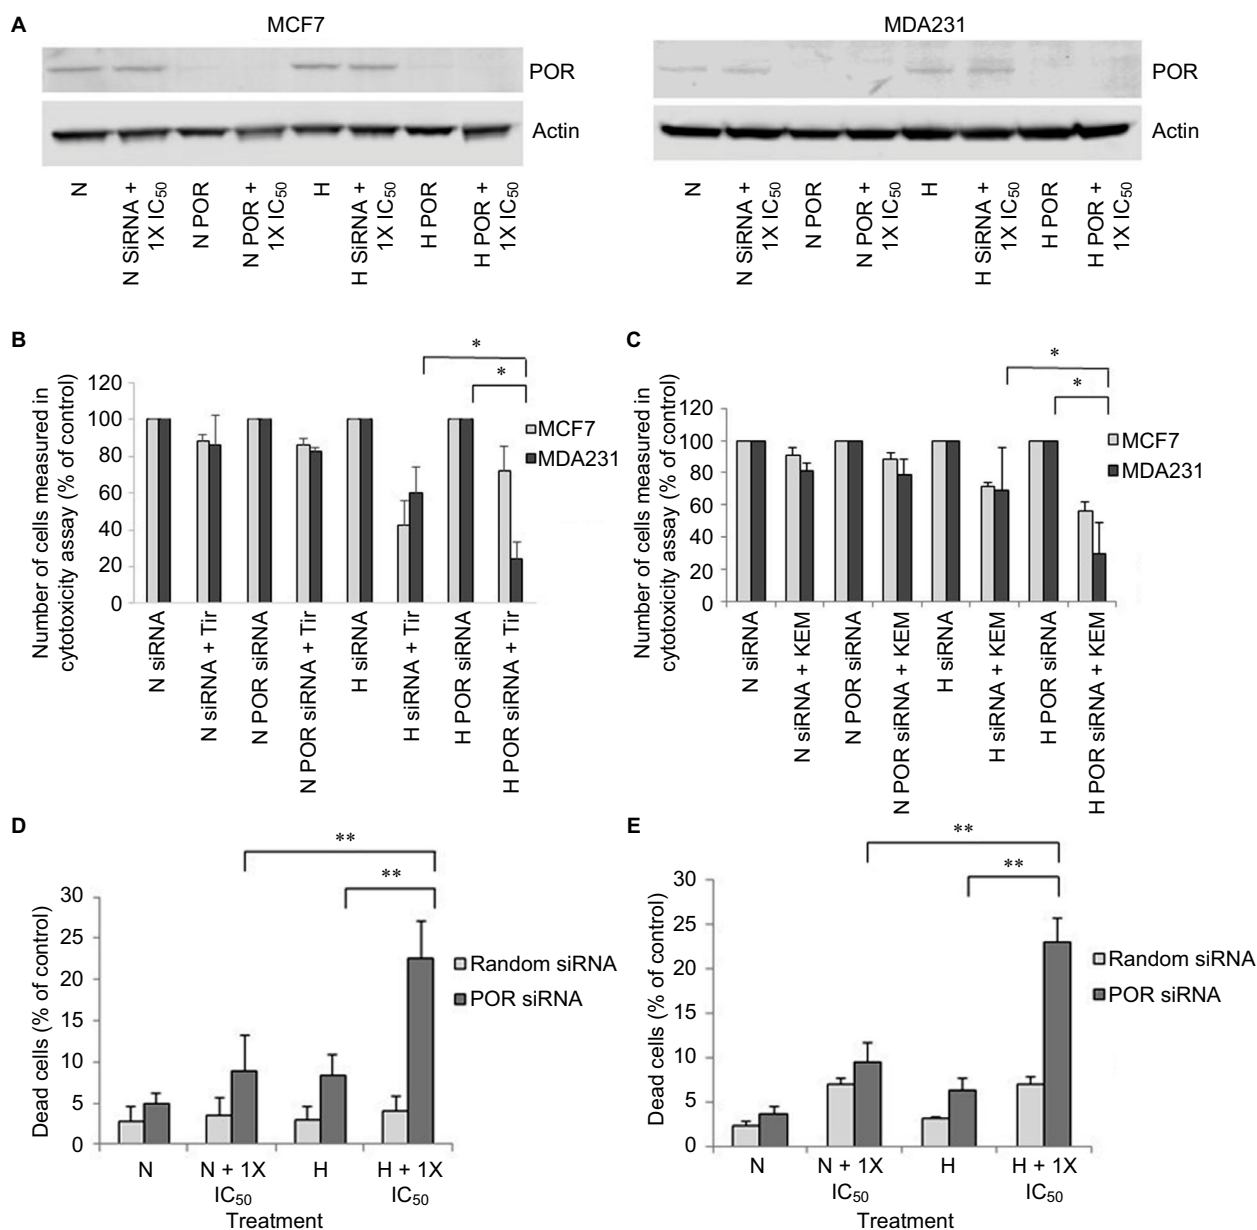 A
MCF7
MDA231
POR
Actin
POR
Actin
N
N SiRNA +
1X IC50
N POR
N POR +
1X IC50
H
H SiRNA +
1X IC50
H POR
H POR +
1X IC50
N
N SiRNA +
1X IC50
N POR
N POR +
1X IC50
H
H SiRNA +
1X IC50
H POR
H POR +
1X IC50
B
Number of cells measured in
cytotoxicity assay (% of control)
120
100
80
60
40
20
0
*
*
MCF7
MDA231
N siRNA
N siRNA + Tir
N POR siRNA
N POR siRNA + Tir
H siRNA
H siRNA + Tir
H POR siRNA
H POR siRNA + Tir
C
Number of cells measured in
cytotoxicity assay (% of control)
120
100
80
60
40
20
0
*
*
MCF7
MDA231
N siRNA
N siRNA + KEM
N POR siRNA
N POR siRNA + KEM
H siRNA
H siRNA + KEM
H POR siRNA
H POR siRNA + KEM
D
Dead cells (% of control)
30
25
20
15
10
5
0
**
**
Random siRNA
POR siRNA
N
N + 1X
IC50
H
H + 1X
IC50
Treatment
E
Dead cells (% of control)
30
25
20
15
10
5
0
**
**
Random siRNA
POR siRNA
N
N + 1X
IC50
H
H + 1X
IC50
Treatment